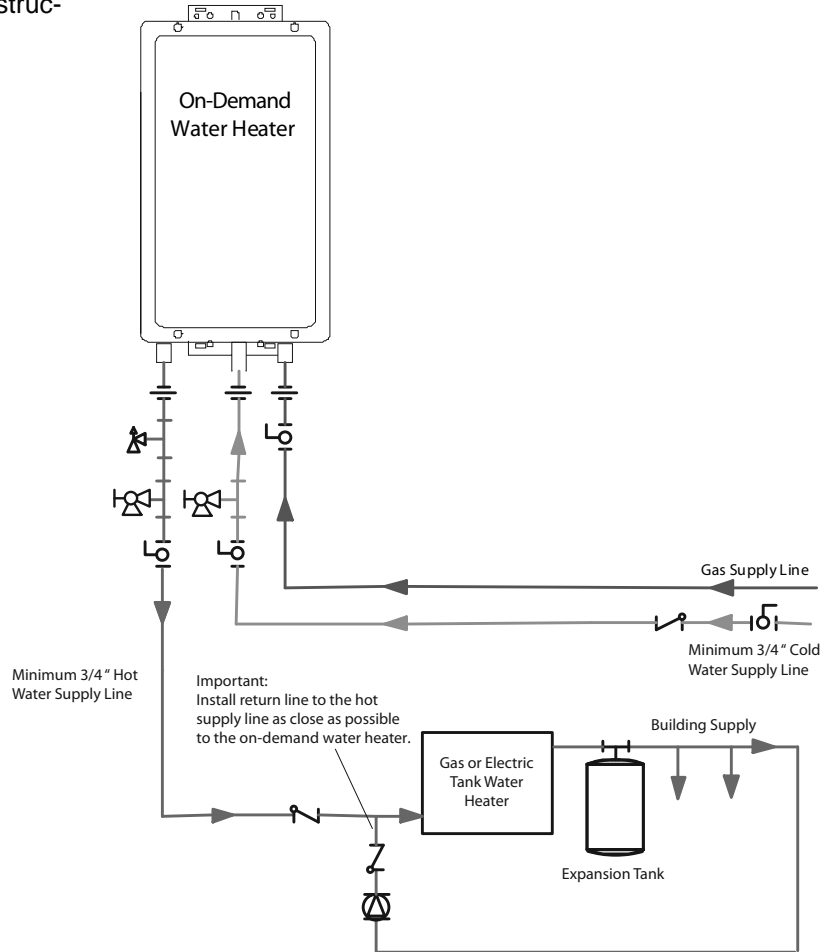 struc-
On-Demand
Water Heater
Gas Supply Line
Minimum 3/4" Cold
Water Supply Line
Minimum 3/4" Hot
Water Supply Line
Important:
Install return line to the hot
supply line as close as possible
to the on-demand water heater.
Building Supply
Gas or Electric
Tank Water
Heater
Expansion Tank